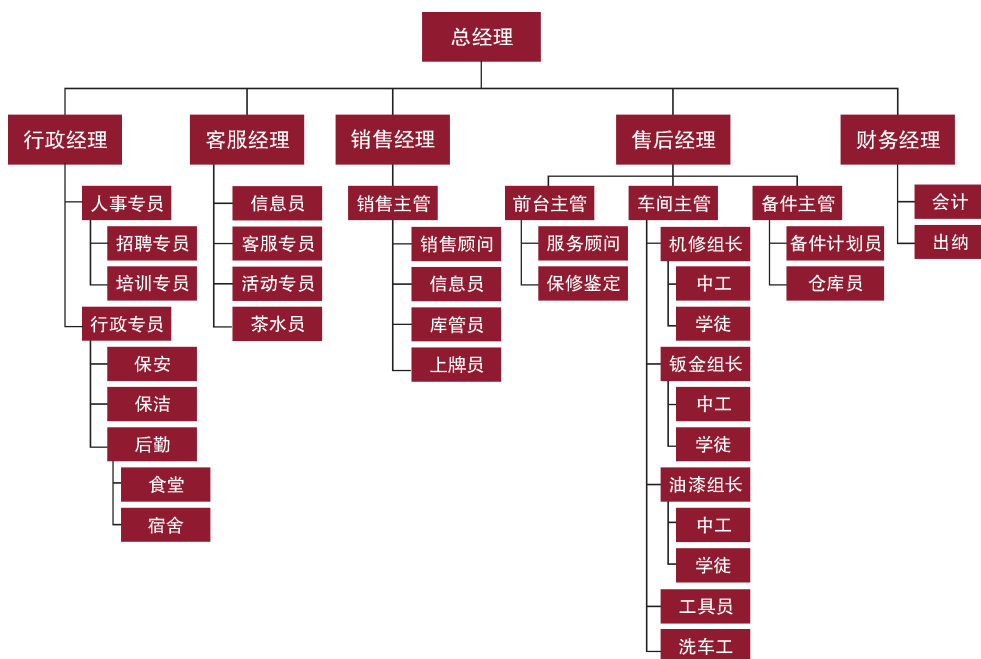 总经理
行政经理
客服经理
销售经理
售后经理
财务经理
人事专员
招聘专员
培训专员
行政专员
保安
保洁
后勤
食堂
宿舍
信息员
客服专员
活动专员
茶水员
销售主管
销售顾问
信息员
库管员
上牌员
前台主管
服务顾问
保修鉴定
车间主管
机修组长
中工
学徒
钣金组长
中工
学徒
油漆组长
中工
学徒
工具员
洗车工
备件主管
备件计划员
仓库员
会计
出纳